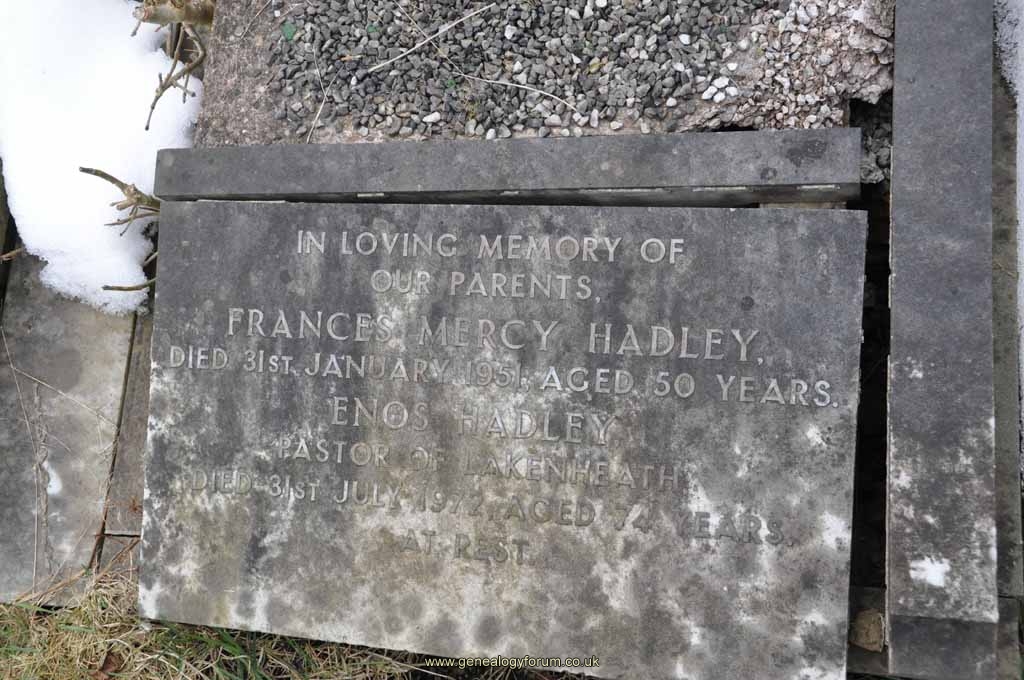 IN LOVING MEMORY OF
OUR PARENTS,
FRANCES MERCY HADLEY,
DIED 31ST JANUARY 1951, AGED 50 YEARS.
ENOS HADLEY,
PASTOR OF LAKENHEATH
DIED 31ST JULY 1972, AGED 74 YEARS.
AT REST
www.genealogyforum.co.uk